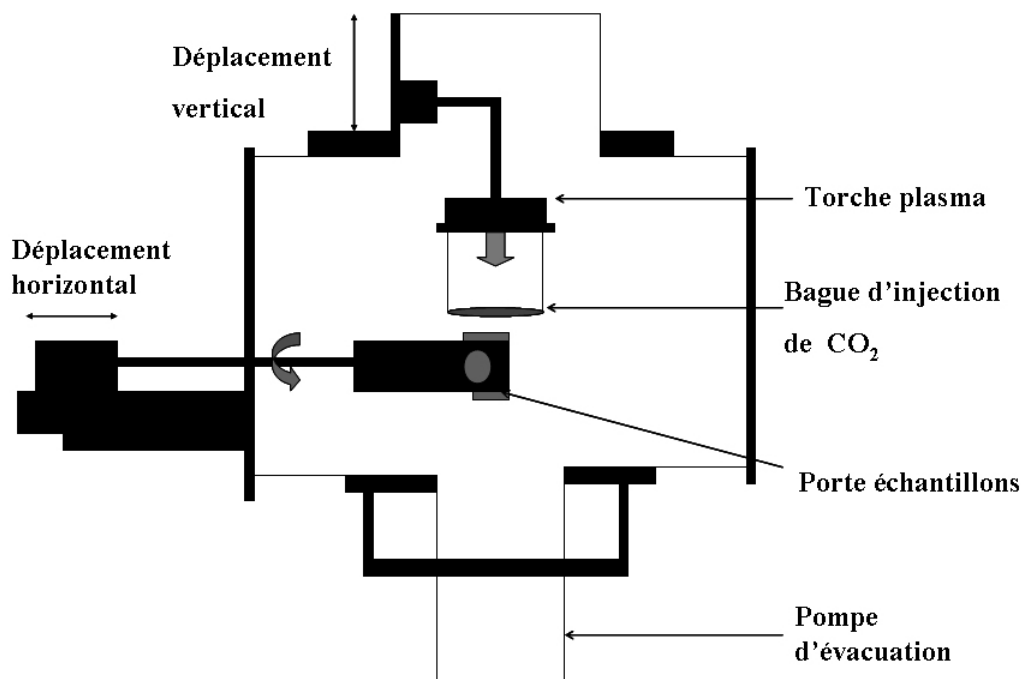 Déplacement
vertical
Torche plasma
Déplacement
horizontal
Bague d’injection
de CO₂
Porte échantillons
Pompe
d’évacuation